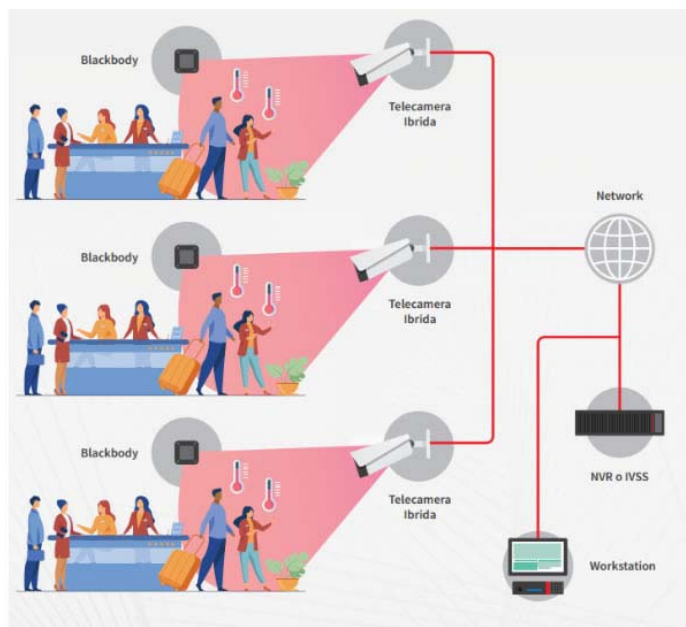 Blackbody
Telecamera
Ibrida
Network
Blackbody
Telecamera
Ibrida
Blackbody
Telecamera
Ibrida
NVR o IVSS
Workstation